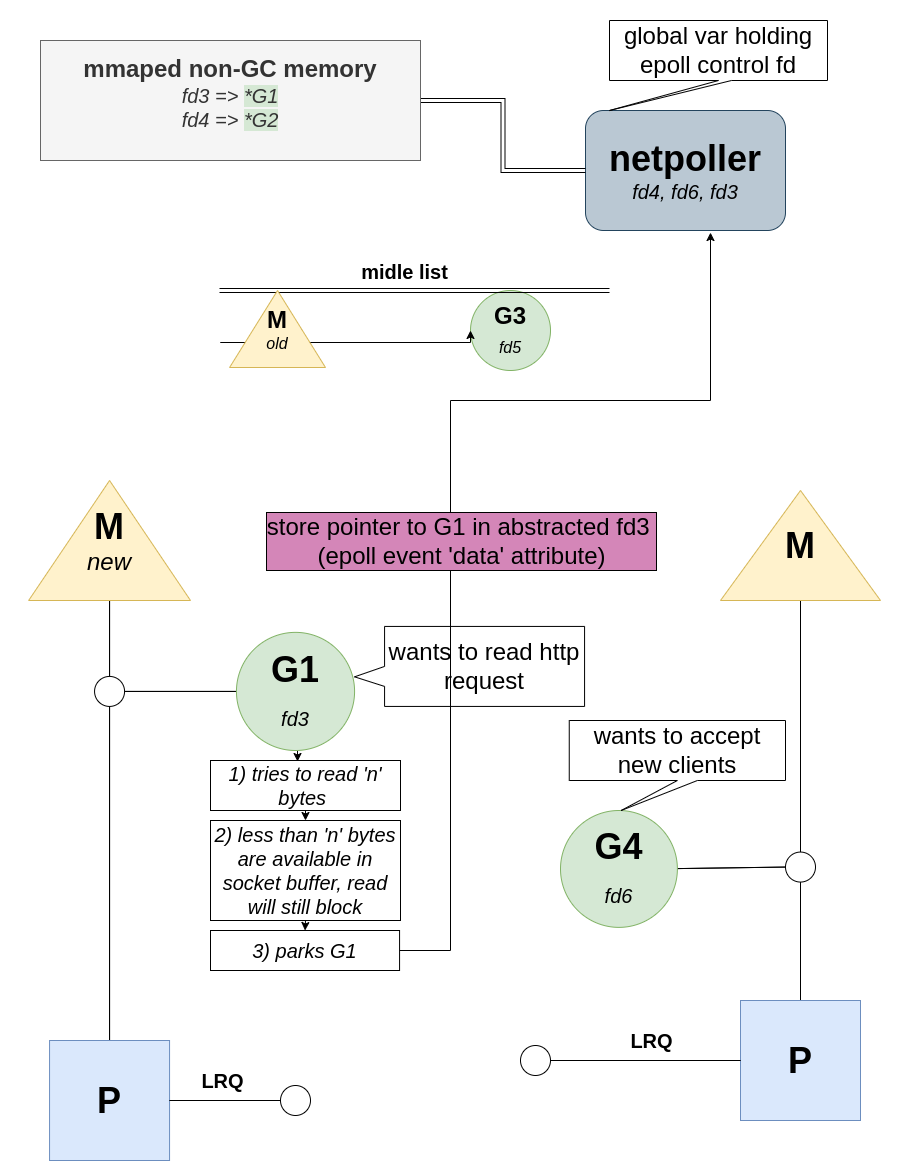 global var holding
epoll control fd
mmaped non-GC memory
fd3 => *G1
fd4 => *G2
netpoller
fd4, fd6, fd3
midle list
M
old
G3
fd5
M
new
store pointer to G1 in abstracted fd3
(epoll event 'data' attribute)
M
G1
fd3
wants to read http
request
wants to accept
new clients
1) tries to read 'n'
bytes
2) less than 'n' bytes
are available in
socket buffer, read
will still block
3) parks G1
G4
fd6
P
LRQ
LRQ
P